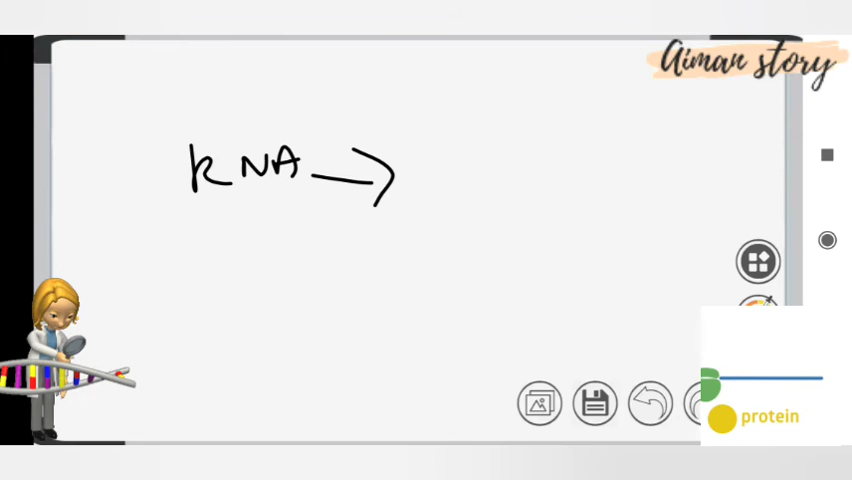 Aiman story
RNA →
protein